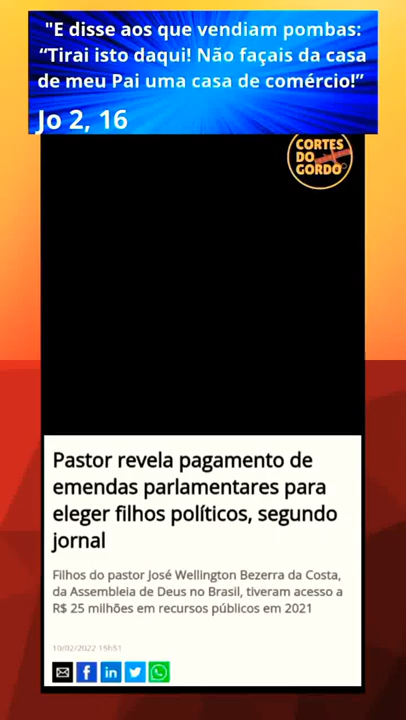 "E disse aos que vendiam pombas:
“Tirai isto daqui! Não façais da casa
de meu Pai uma casa de comércio!”
Jo 2, 16
CORTES
DO
GORDO
Pastor revela pagamento de
emendas parlamentares para
eleger filhos políticos, segundo
jornal
Filhos do pastor José Wellington Bezerra da Costa,
da Assembleia de Deus no Brasil, tiveram acesso a
R$ 25 milhões em recursos públicos em 2021
10/02/2022 15h51